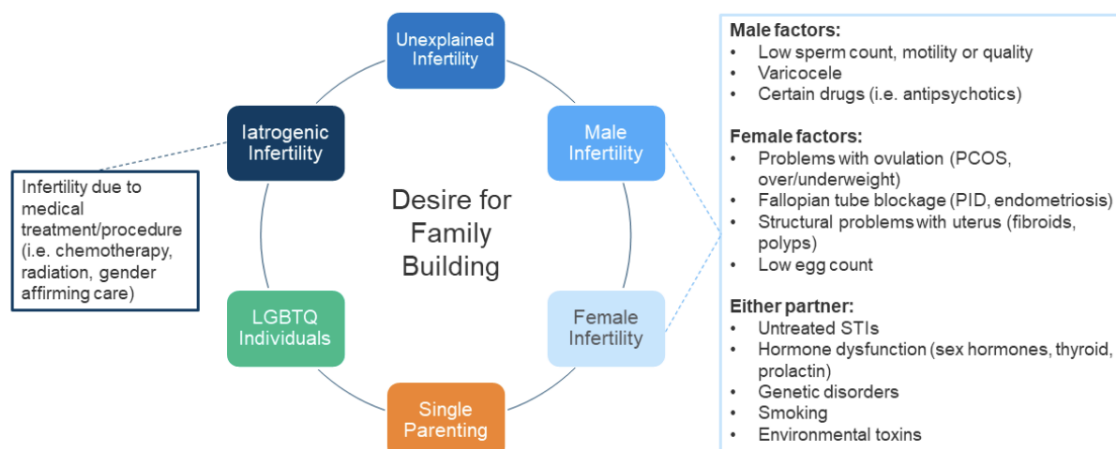 Unexplained
Infertility
Iatrogenic
Infertility
Male
Infertility
Infertility due to
medical
treatment/procedure
(i.e. chemotherapy,
radiation, gender
affirming care)
Desire for
Family
Building
LGBTQ
Individuals
Female
Infertility
Single
Parenting
Male factors:
• Low sperm count, motility or quality
• Varicocele
• Certain drugs (i.e. antipsychotics)
Female factors:
• Problems with ovulation (PCOS,
over/underweight)
• Fallopian tube blockage (PID, endometriosis)
• Structural problems with uterus (fibroids,
polyps)
• Low egg count
Either partner:
• Untreated STIs
• Hormone dysfunction (sex hormones, thyroid,
prolactin)
• Genetic disorders
• Smoking
• Environmental toxins